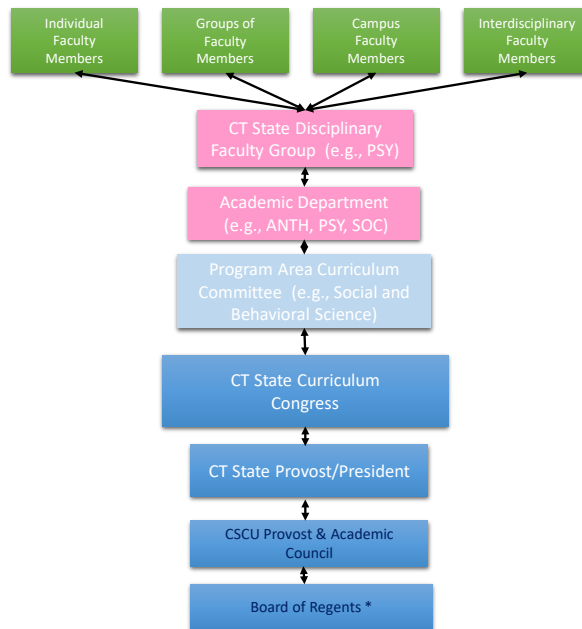 Individual
Faculty
Members
Groups of
Faculty
Members
Campus
Faculty
Members
Interdisciplinary
Faculty
Members
CT State Disciplinary
Faculty Group (e.g., PSY)
Academic Department
(e.g., ANTH, PSY, SOC)
Program Area Curriculum
Committee (e.g., Social and
Behavioral Science)
CT State Curriculum
Congress
CT State Provost/President
CSCU Provost & Academic
Council
Board of Regents *